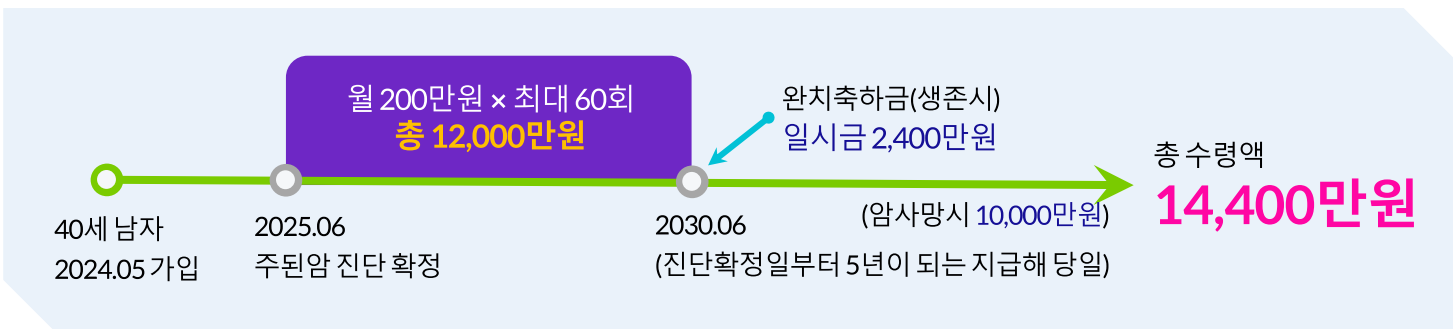 월 200만원 × 최대 60회
총 12,000만원
완치축하금(생존시)
일시금 2,400만원
총 수령액
14,400만원
40세 남자
2024.05 가입
2025.06
주된암 진단 확정
2030.06
(진단확정일부터 5년이 되는 지급해 당일)
(암사망시 10,000만원)